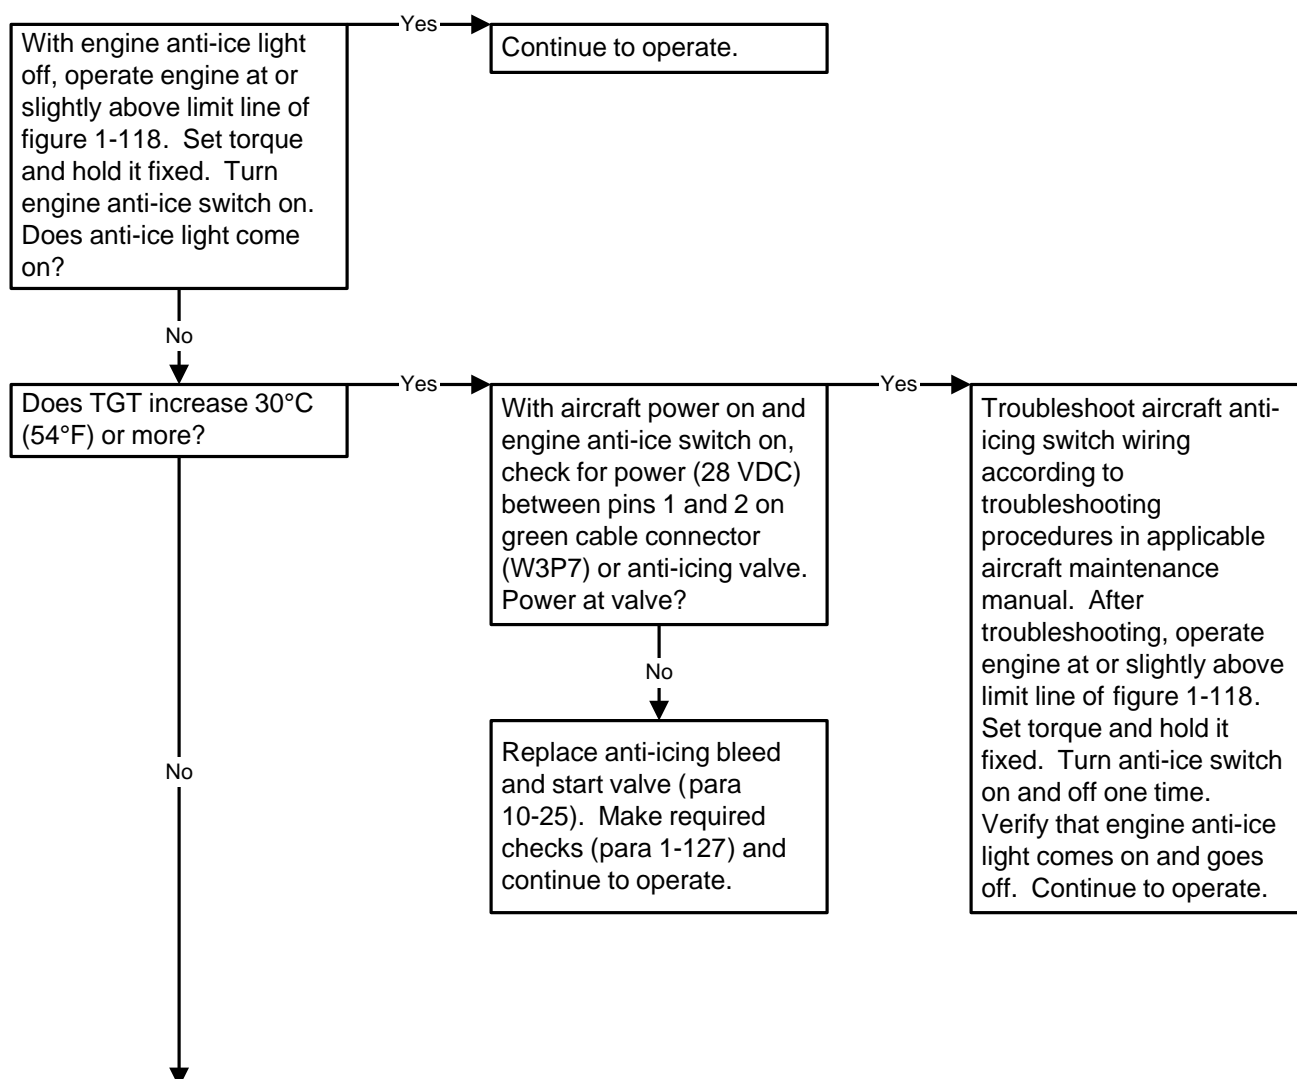 With engine anti-ice light
off, operate engine at or
slightly above limit line of
figure 1-118.  Set torque
and hold it fixed.  Turn
engine anti-ice switch on.
Does anti-ice light come
on?
Yes
Continue to operate.
No
Does TGT increase 30°C
(54°F) or more?
Yes
With aircraft power on and
engine anti-ice switch on,
check for power (28 VDC)
between pins 1 and 2 on
green cable connector
(W3P7) or anti-icing valve.
Power at valve?
Yes
Troubleshoot aircraft anti-
icing switch wiring
according to
troubleshooting
procedures in applicable
aircraft maintenance
manual.  After
troubleshooting, operate
engine at or slightly above
limit line of figure 1-118.
Set torque and hold it
fixed.  Turn anti-ice switch
on and off one time.
Verify that engine anti-ice
light comes on and goes
off.  Continue to operate.
No
Replace anti-icing bleed
and start valve (para
10-25).  Make required
checks (para 1-127) and
continue to operate.
No